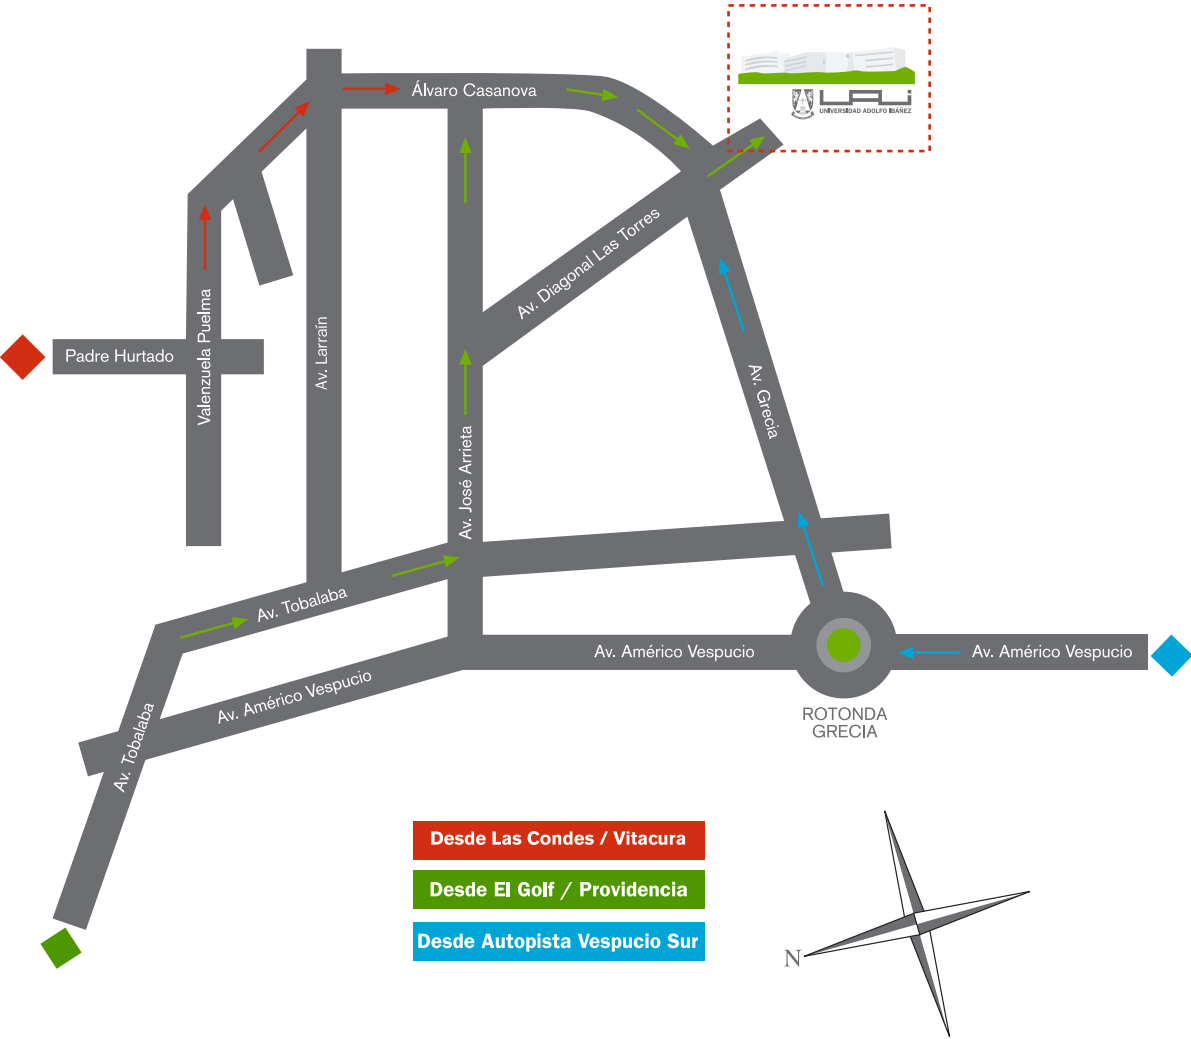 UAI
UNIVERSIDAD ADOLFO IBÁÑEZ
Álvaro Casanova
Av. Diagonal Las Torres
Valenzuela Puelma
Padre Hurtado
Av. Larraín
Av. José Arrieta
Av. Grecia
Av. Tobalaba
Av. Américo Vespucio
Av. Américo Vespucio
Av. Américo Vespucio
Av. Tobalaba
ROTONDA
GRECIA
Desde Las Condes / Vitacura
Desde El Golf / Providencia
Desde Autopista Vespucio Sur
N